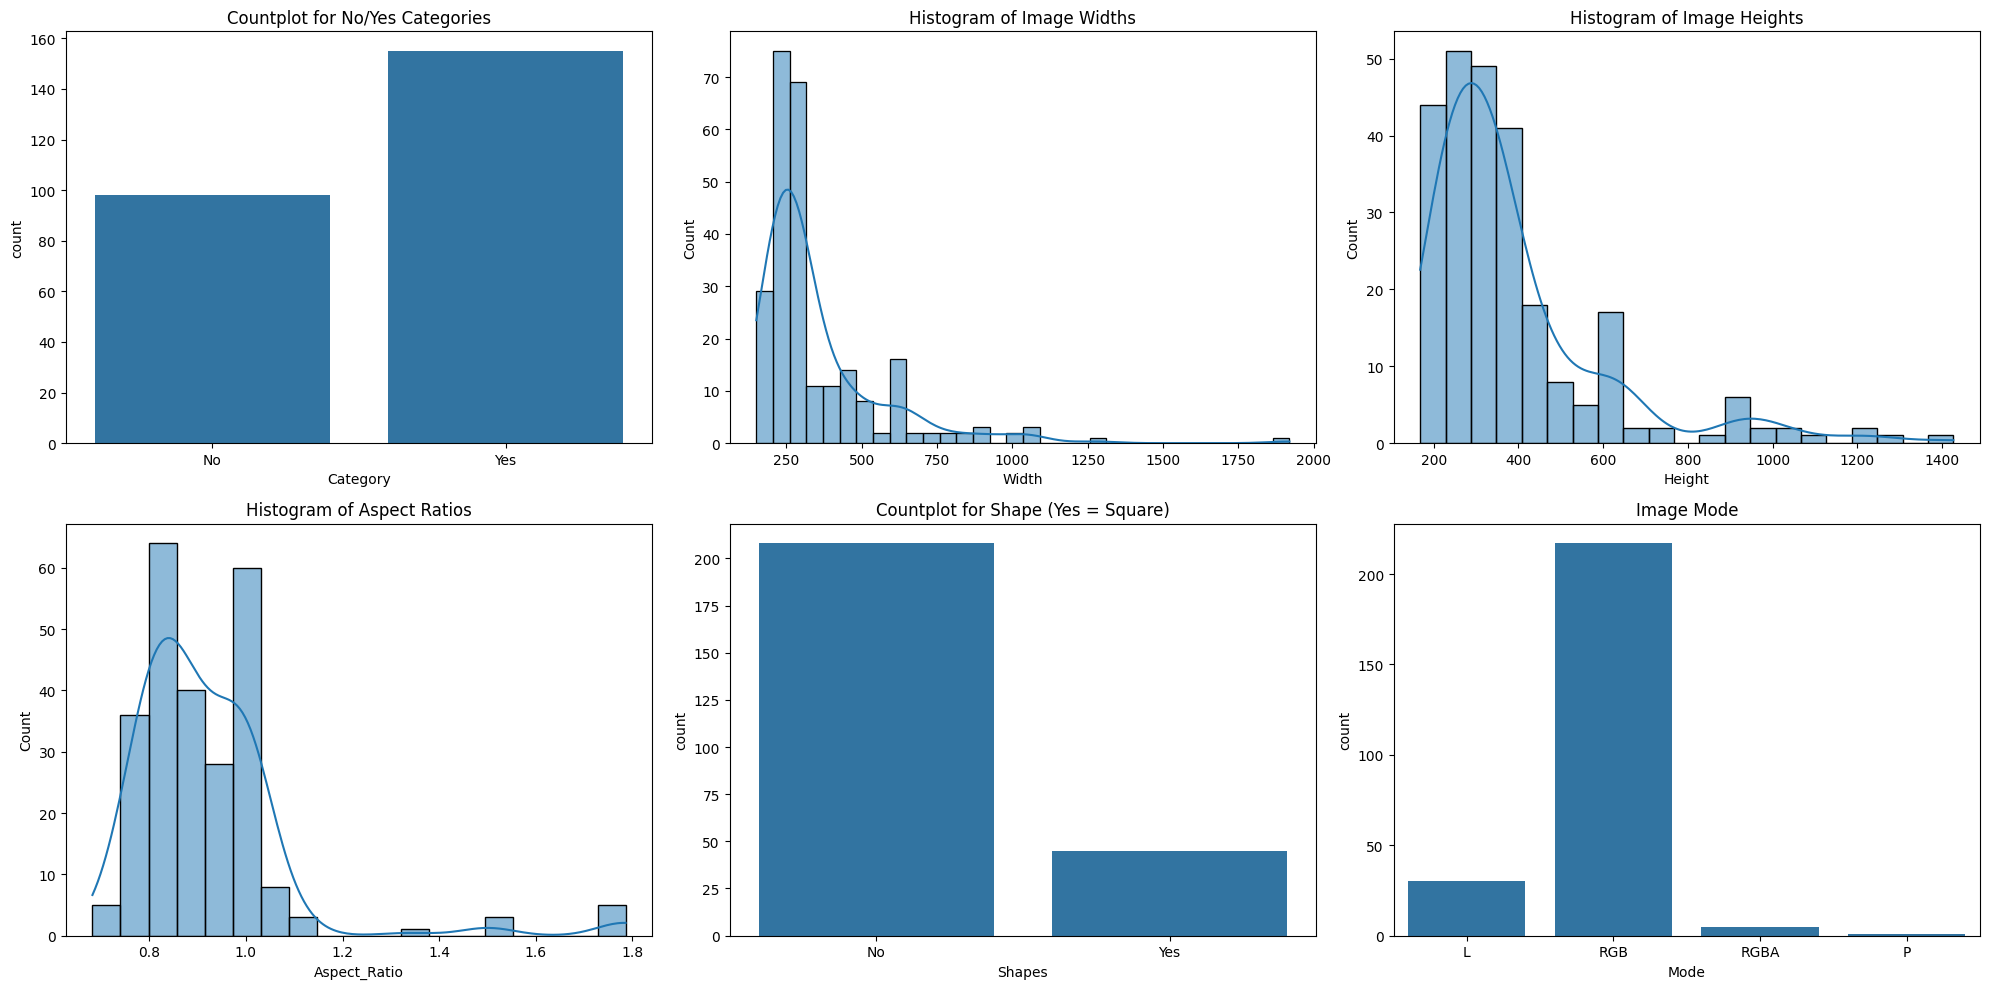 Countplot for No/Yes Categories
160
140
120
100
80
60
40
20
0
count
No Yes
Category
Histogram of Image Widths
70
60
50
40
30
20
10
0
Count
250 500 750 1000 1250 1500 1750 2000
Width
Histogram of Image Heights
50
40
30
20
10
0
Count
200 400 600 800 1000 1200 1400
Height
Histogram of Aspect Ratios
60
50
40
30
20
10
0
Count
0.8 1.0 1.2 1.4 1.6 1.8
Aspect_Ratio
Countplot for Shape (Yes = Square)
200
175
150
125
100
75
50
25
0
count
No Yes
Shapes
Image Mode
200
150
100
50
0
count
L RGB RGBA P
Mode